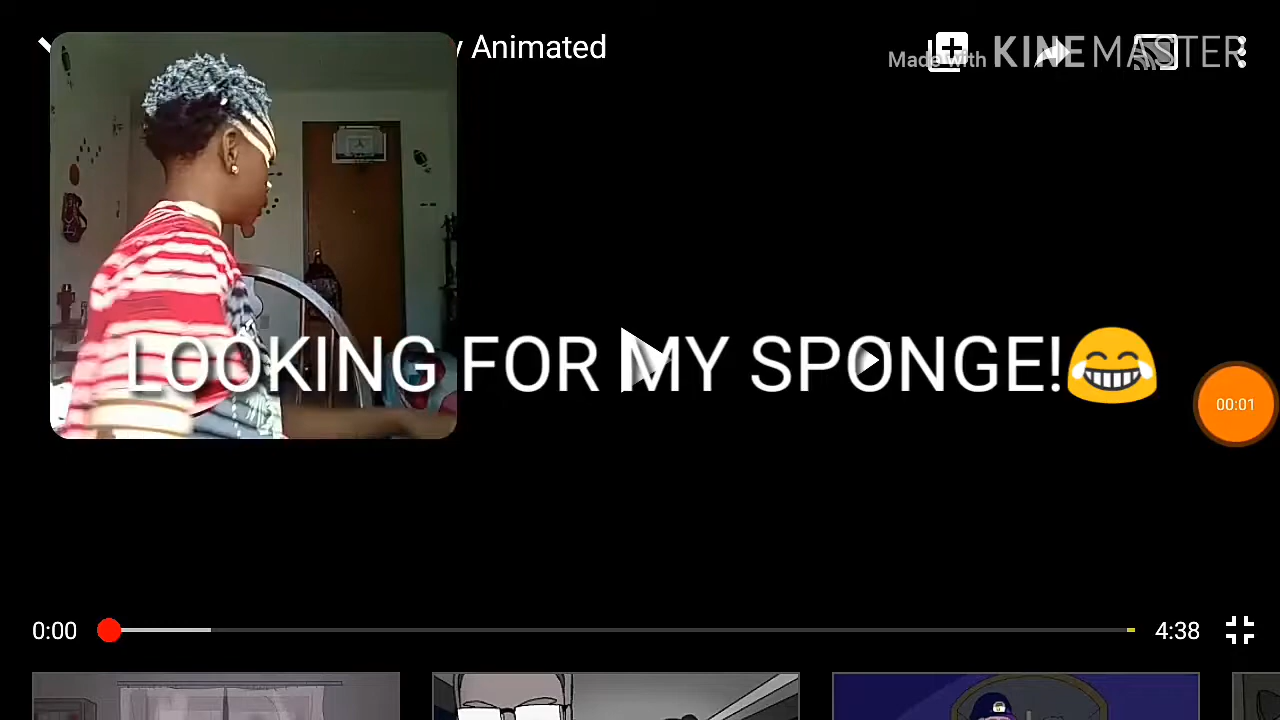 y Animated
Made with KINEMASTER
LOOKING FOR MY SPONGE!😂
00:01
0:00
4:38